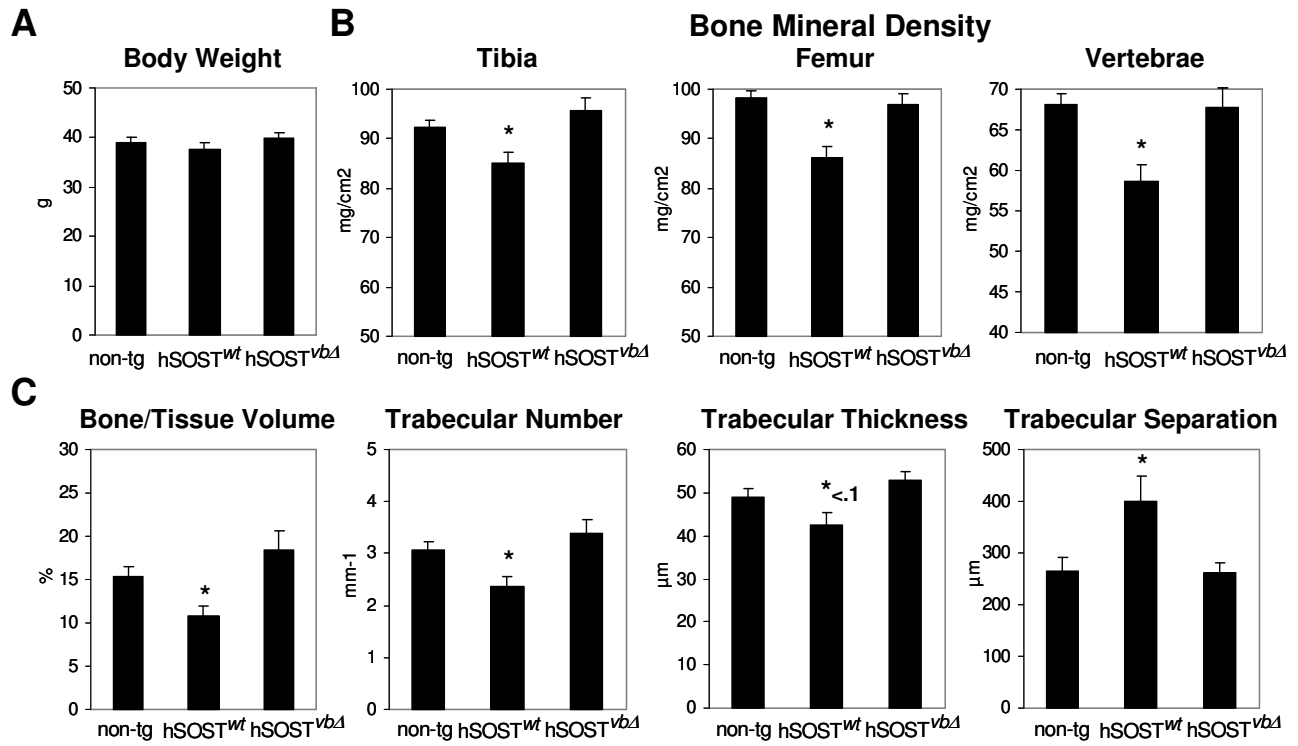 A
B
Bone Mineral Density
Body Weight
Tibia
Femur
Vertebrae
50
40
30
20
10
0
g
non-tg hSOSTwt hSOSTvbΔ
100
90
80
70
60
50
mg/cm2
*
non-tg hSOSTwt hSOSTvbΔ
100
90
80
70
60
50
mg/cm2
*
non-tg hSOSTwt hSOSTvbΔ
70
65
60
55
50
45
40
mg/cm2
*
non-tg hSOSTwt hSOSTvbΔ
C
Bone/Tissue Volume
Trabecular Number
Trabecular Thickness
Trabecular Separation
30
25
20
15
10
5
0
%
*
non-tg hSOSTwt hSOSTvbΔ
5
4
3
2
1
0
mm-1
*
non-tg hSOSTwt hSOSTvbΔ
60
50
40
30
20
10
0
µm
*<.1
non-tg hSOSTwt hSOSTvbΔ
500
400
300
200
100
0
µm
*
non-tg hSOSTwt hSOSTvbΔ